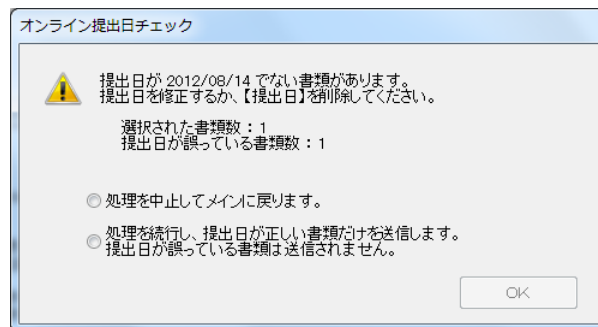 オンライン提出日チェック
提出日が 2012/08/14 でない書類があります。
提出日を修正するか、【提出日】を削除してください。
選択された書類数：1
提出日が誤っている書類数：1
処理を中止してメインに戻ります。
処理を続行し、提出日が正しい書類だけを送信します。
提出日が誤っている書類は送信されません。
OK